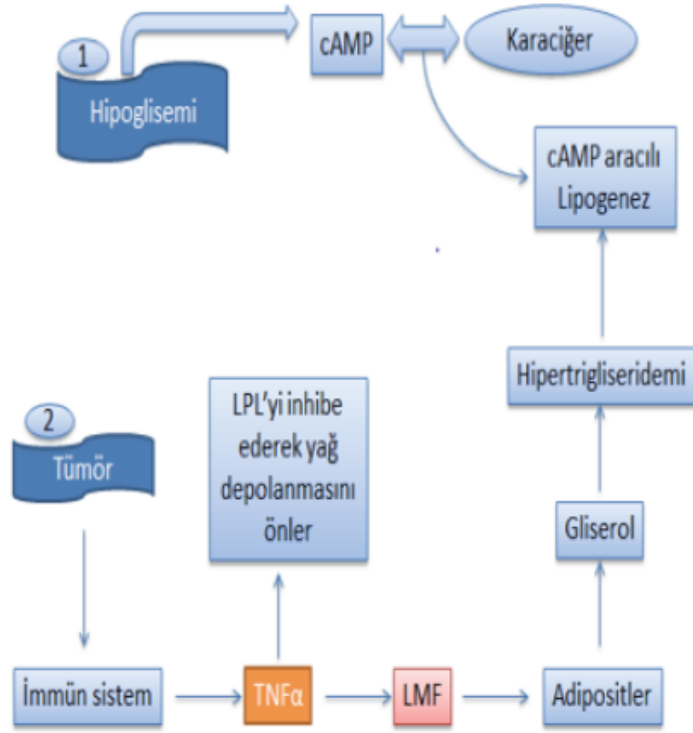 1
Hipoglisemi
cAMP
Karaciğer
cAMP aracılı
Lipogenez
Hipertrigliseridemi
LPL'yi inhibe
ederek yağ
depolanmasını
önler
2
Tümör
Gliserol
İmmün sistem
TNFα
LMF
Adipositler